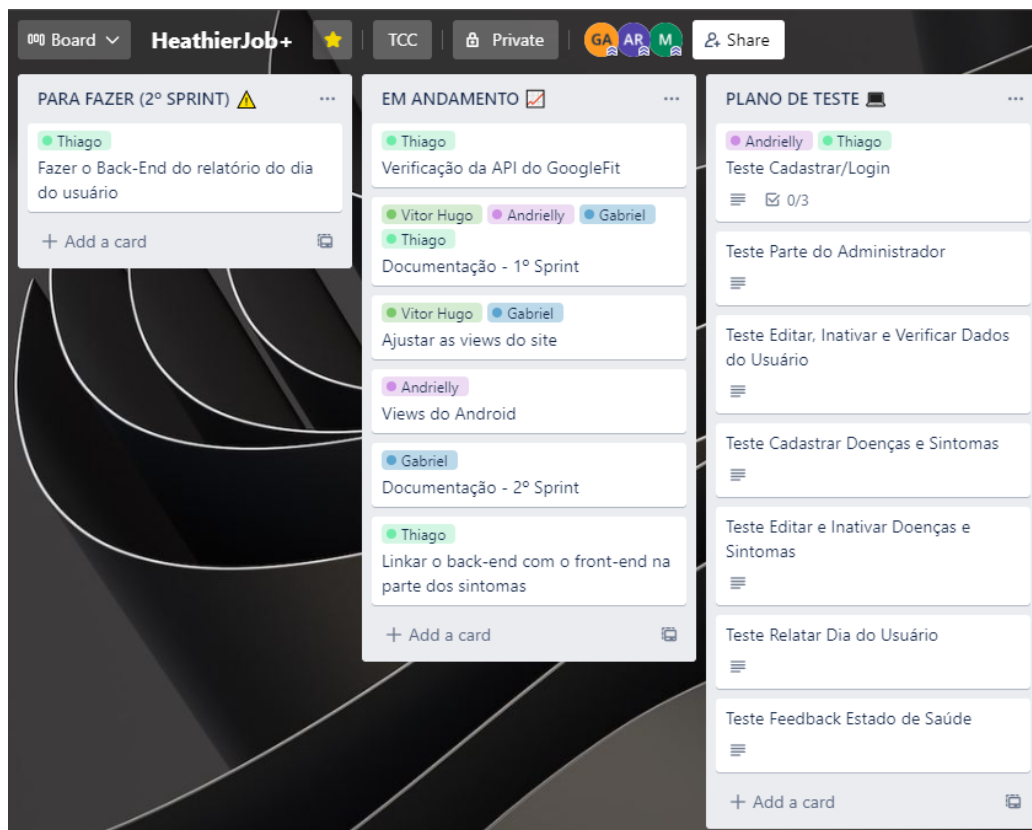 Board
HeathierJob+
TCC
Private
GA
AR
M
Share
PARA FAZER (2º SPRINT)
Thiago
Fazer o Back-End do relatório do dia
do usuário
+ Add a card
EM ANDAMENTO
Thiago
Verificação da API do GoogleFit
Vitor Hugo Andrielly Gabriel
Thiago
Documentação - 1º Sprint
Vitor Hugo Gabriel
Ajustar as views do site
Andrielly
Views do Android
Gabriel
Documentação - 2º Sprint
Thiago
Linkar o back-end com o front-end na
parte dos sintomas
+ Add a card
PLANO DE TESTE
Andrielly Thiago
Teste Cadastrar/Login
0/3
Teste Parte do Administrador
Teste Editar, Inativar e Verificar Dados
do Usuário
Teste Cadastrar Doenças e Sintomas
Teste Editar e Inativar Doenças e
Sintomas
Teste Relatar Dia do Usuário
Teste Feedback Estado de Saúde
+ Add a card